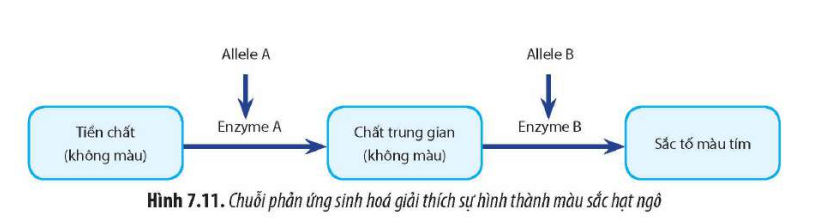 Allele A
Allele B
Enzyme A
Enzyme B
Tiền chất
(không màu)
Chất trung gian
(không màu)
Sắc tố màu tím
Hình 7.11. Chuỗi phản ứng sinh hoá giải thích sự hình thành màu sắc hạt ngô